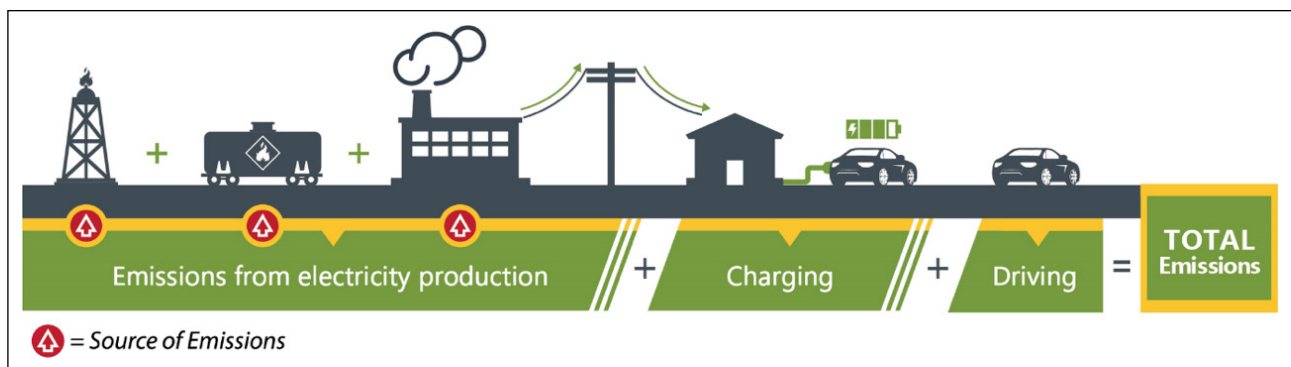 Emissions from electricity production
+
Charging
+
Driving
=
TOTAL
Emissions
= Source of Emissions